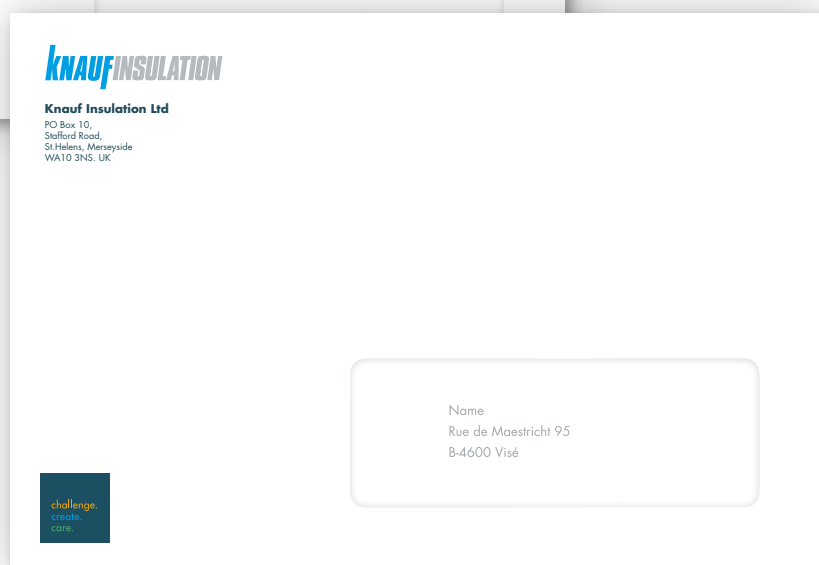 KNAUFINSULATION
Knauf Insulation Ltd
PO Box 10,
Stafford Road,
St.Helens, Merseyside
WA10 3NS. UK
Name
Rue de Maestricht 95
B-4600 Visé
challenge.
create.
care.